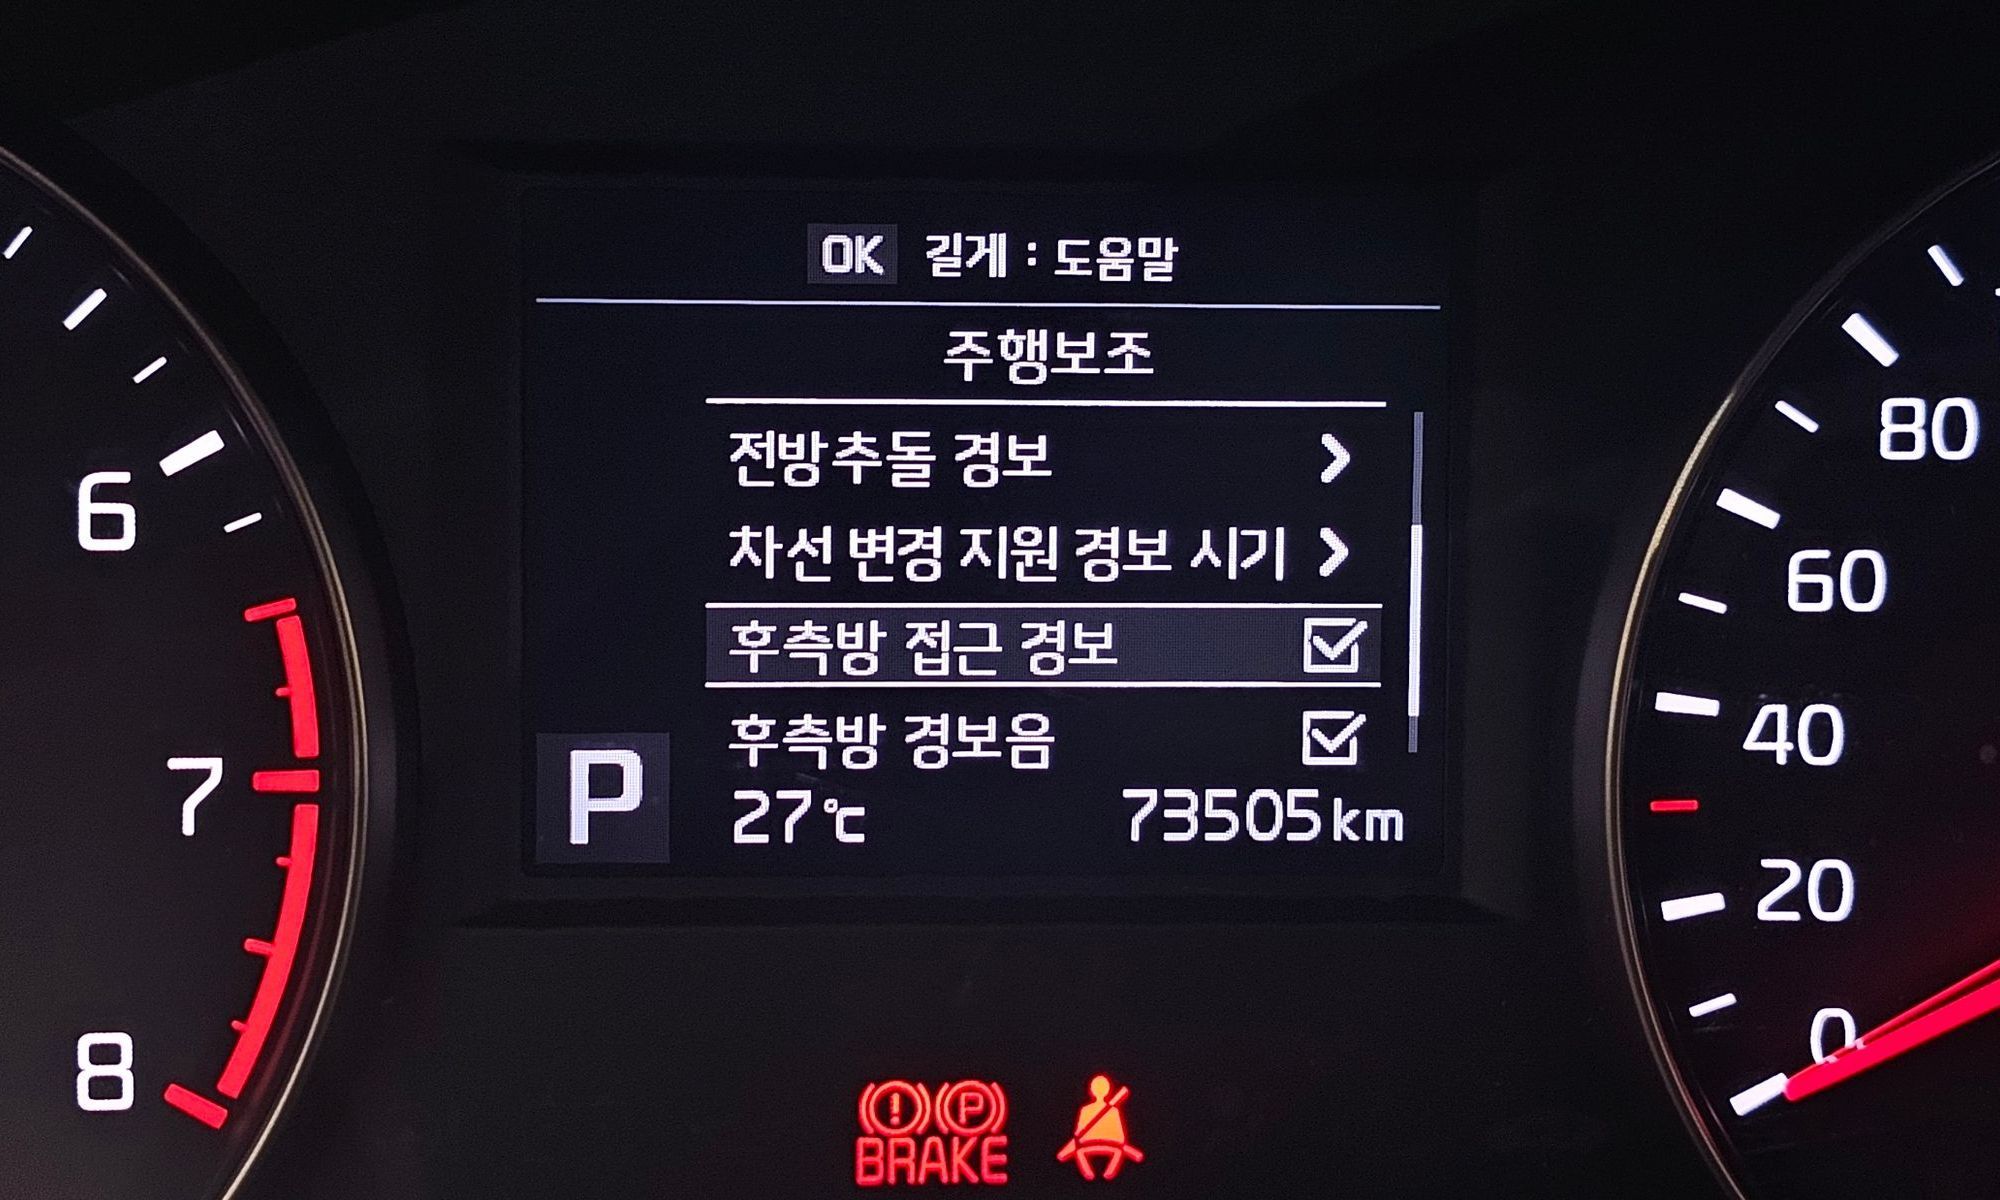 OK 길게 : 도움말
주행보조
전방추돌 경보
차선 변경 지원 경보 시기
후측방 접근 경보
후측방 경보음
P
27℃ 73505km
6
7
8
80
60
40
20
0
BRAKE
P